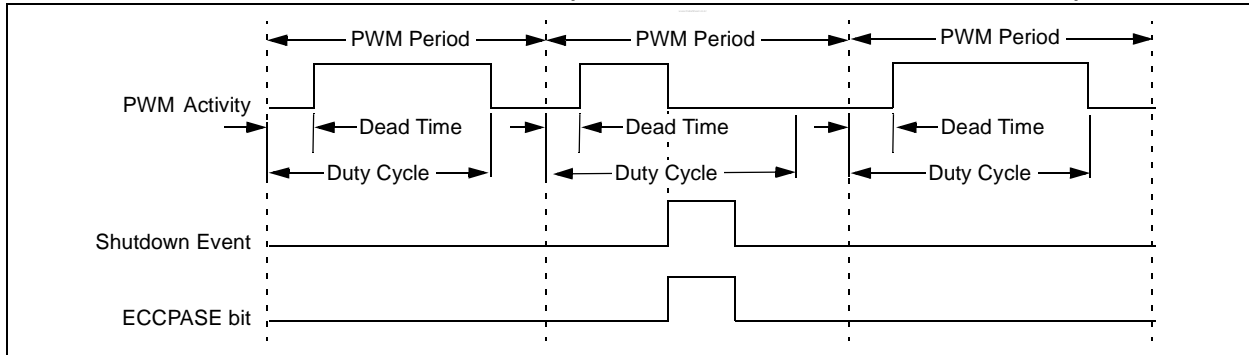 PWM Period PWM Period PWM Period
PWM Activity
Dead Time Dead Time Dead Time
Duty Cycle Duty Cycle Duty Cycle
Shutdown Event
ECCPASE bit